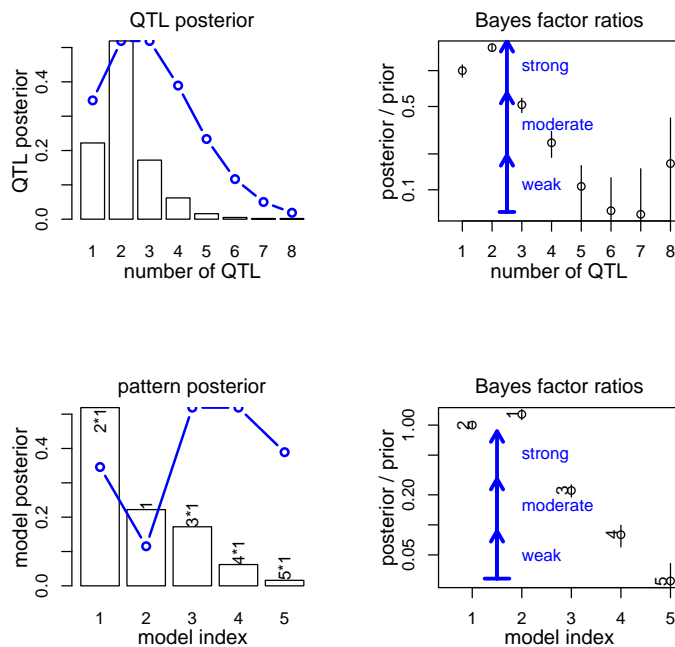 QTL posterior
QTL posterior
0.4
0.2
0.0
1 2 3 4 5 6 7 8
number of QTL
Bayes factor ratios
posterior / prior
0.5
0.1
strong
moderate
weak
1 2 3 4 5 6 7 8
number of QTL
pattern posterior
model posterior
0.4
0.2
0.0
2*1
1
3*1
4*1
5*1
1 2 3 4 5
model index
Bayes factor ratios
posterior / prior
1.00
0.20
0.05
2
1
3
4
5
strong
moderate
weak
1 2 3 4 5
model index